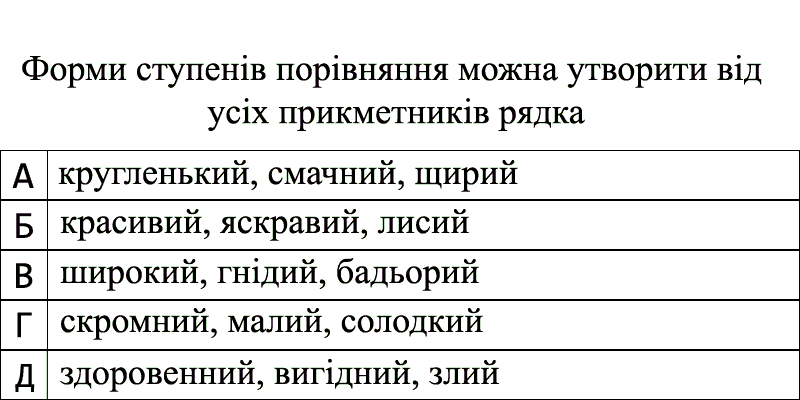 Форми ступенів порівняння можна утворити від
усіх прикметників рядка
А кругленький, смачний, щирий
Б красивий, яскравий, лисий
В широкий, гнідий, бадьорий
Г скромний, малий, солодкий
Д здоровенний, вигідний, злий